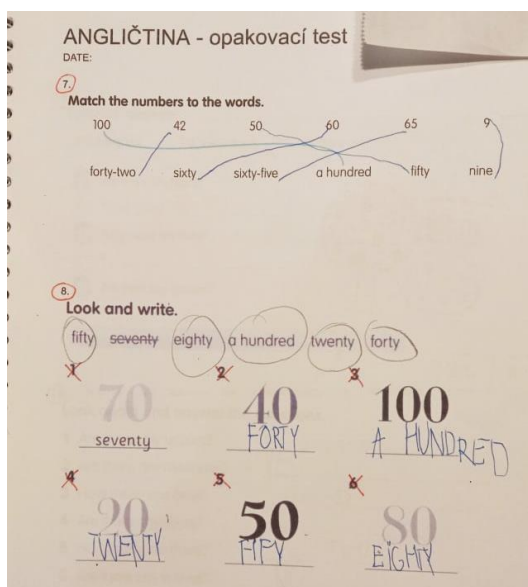 ANGLIČTINA - opakovací test
DATE:
7.
Match the numbers to the words.
100 42 50 60 65 9
forty-two sixty sixty-five a hundred fifty nine
8.
Look and write.
fifty seventy eighty a hundred twenty forty
1 2 3
70 40 100
seventy FORTY A HUNDRED
4 5 6
20 50 80
TWENTY FIFY EIGHTY